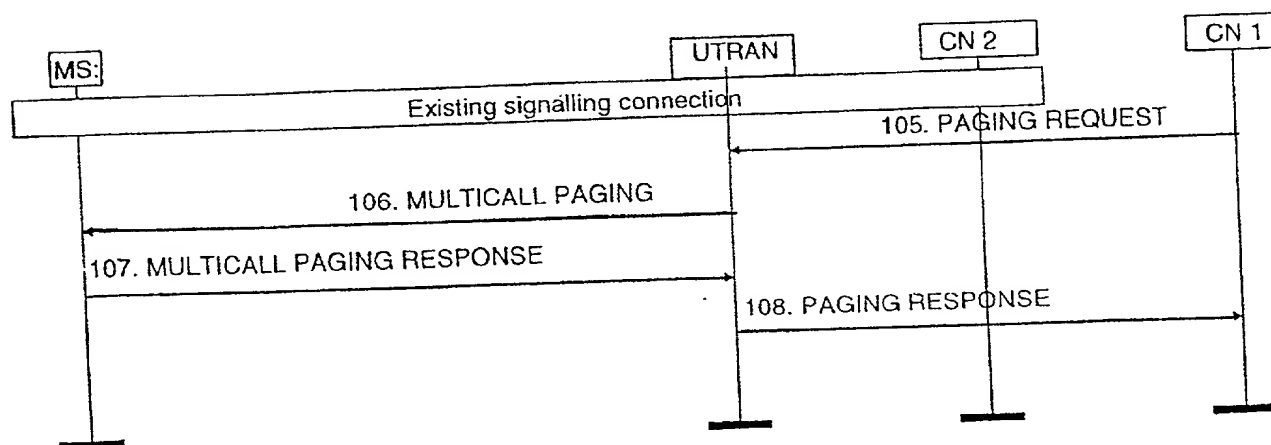 MS:
UTRAN
CN 2
CN 1
Existing signalling connection
105. PAGING REQUEST
106. MULTICALL PAGING
107. MULTICALL PAGING RESPONSE
108. PAGING RESPONSE